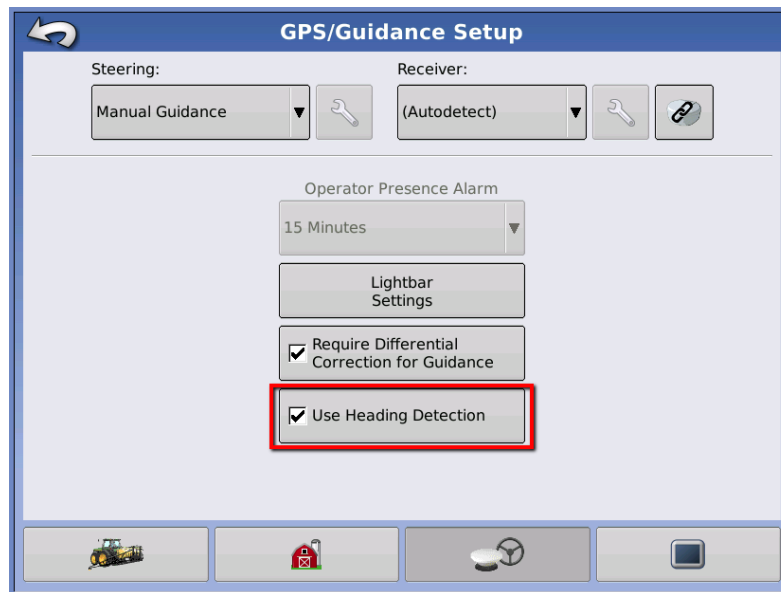 GPS/Guidance Setup
Steering:
Receiver:
Manual Guidance
(Autodetect)
Operator Presence Alarm
15 Minutes
Lightbar
Settings
Require Differential
Correction for Guidance
Use Heading Detection